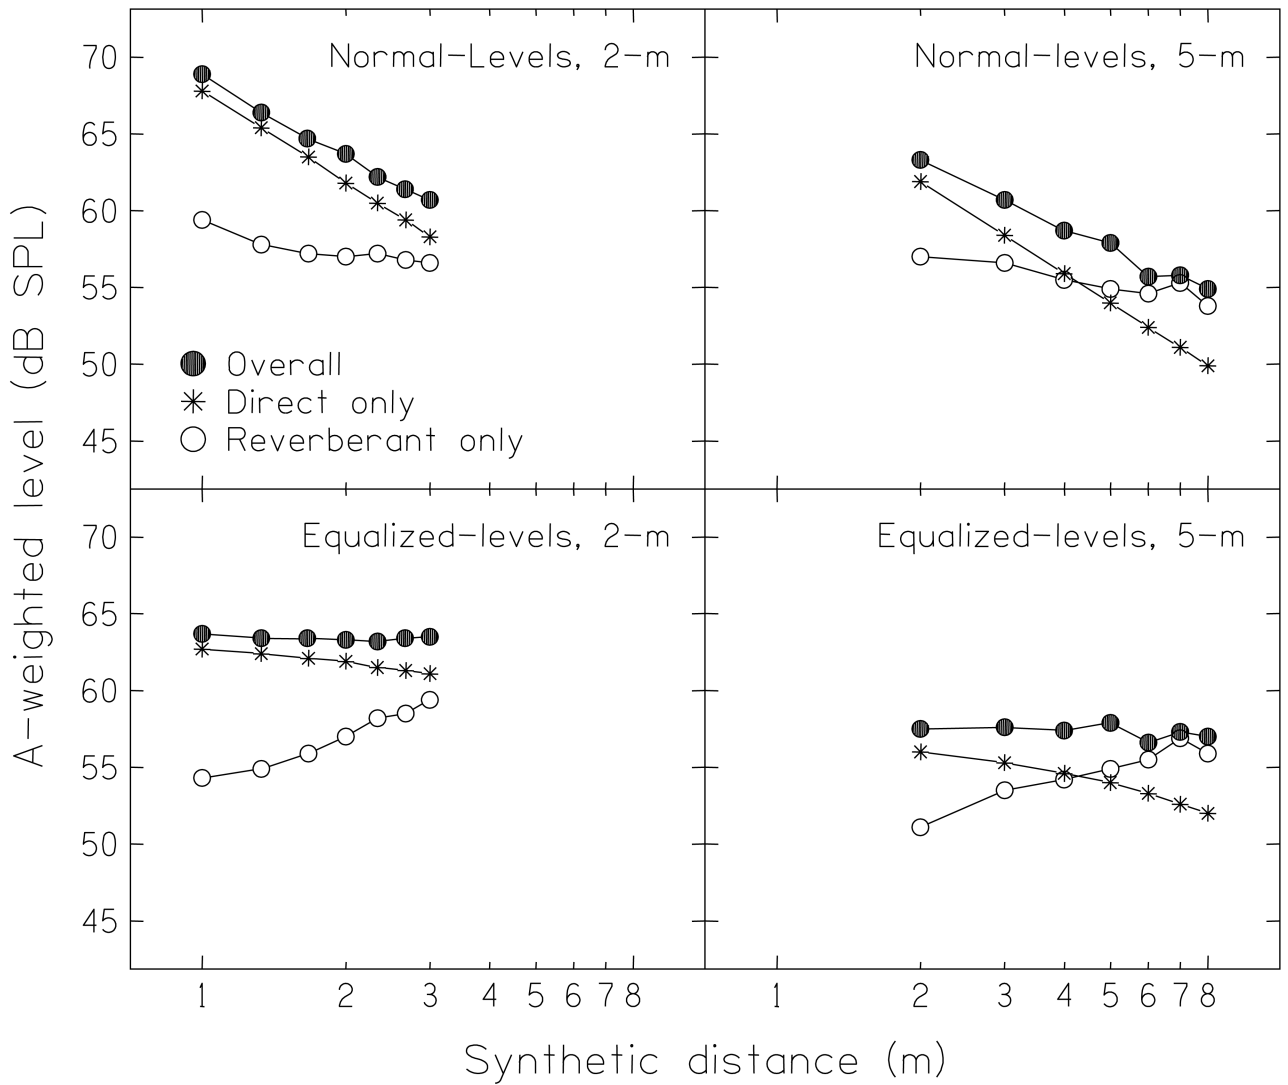 Normal-Levels, 2-m
Normal-levels, 5-m
70
65
60
55
50
45
Overall
Direct only
Reverberant only
Equalized-levels, 2-m
Equalized-levels, 5-m
70
65
60
55
50
45
1 2 3 4 5 6 7 8
1 2 3 4 5 6 7 8
A-weighted level (dB SPL)
Synthetic distance (m)